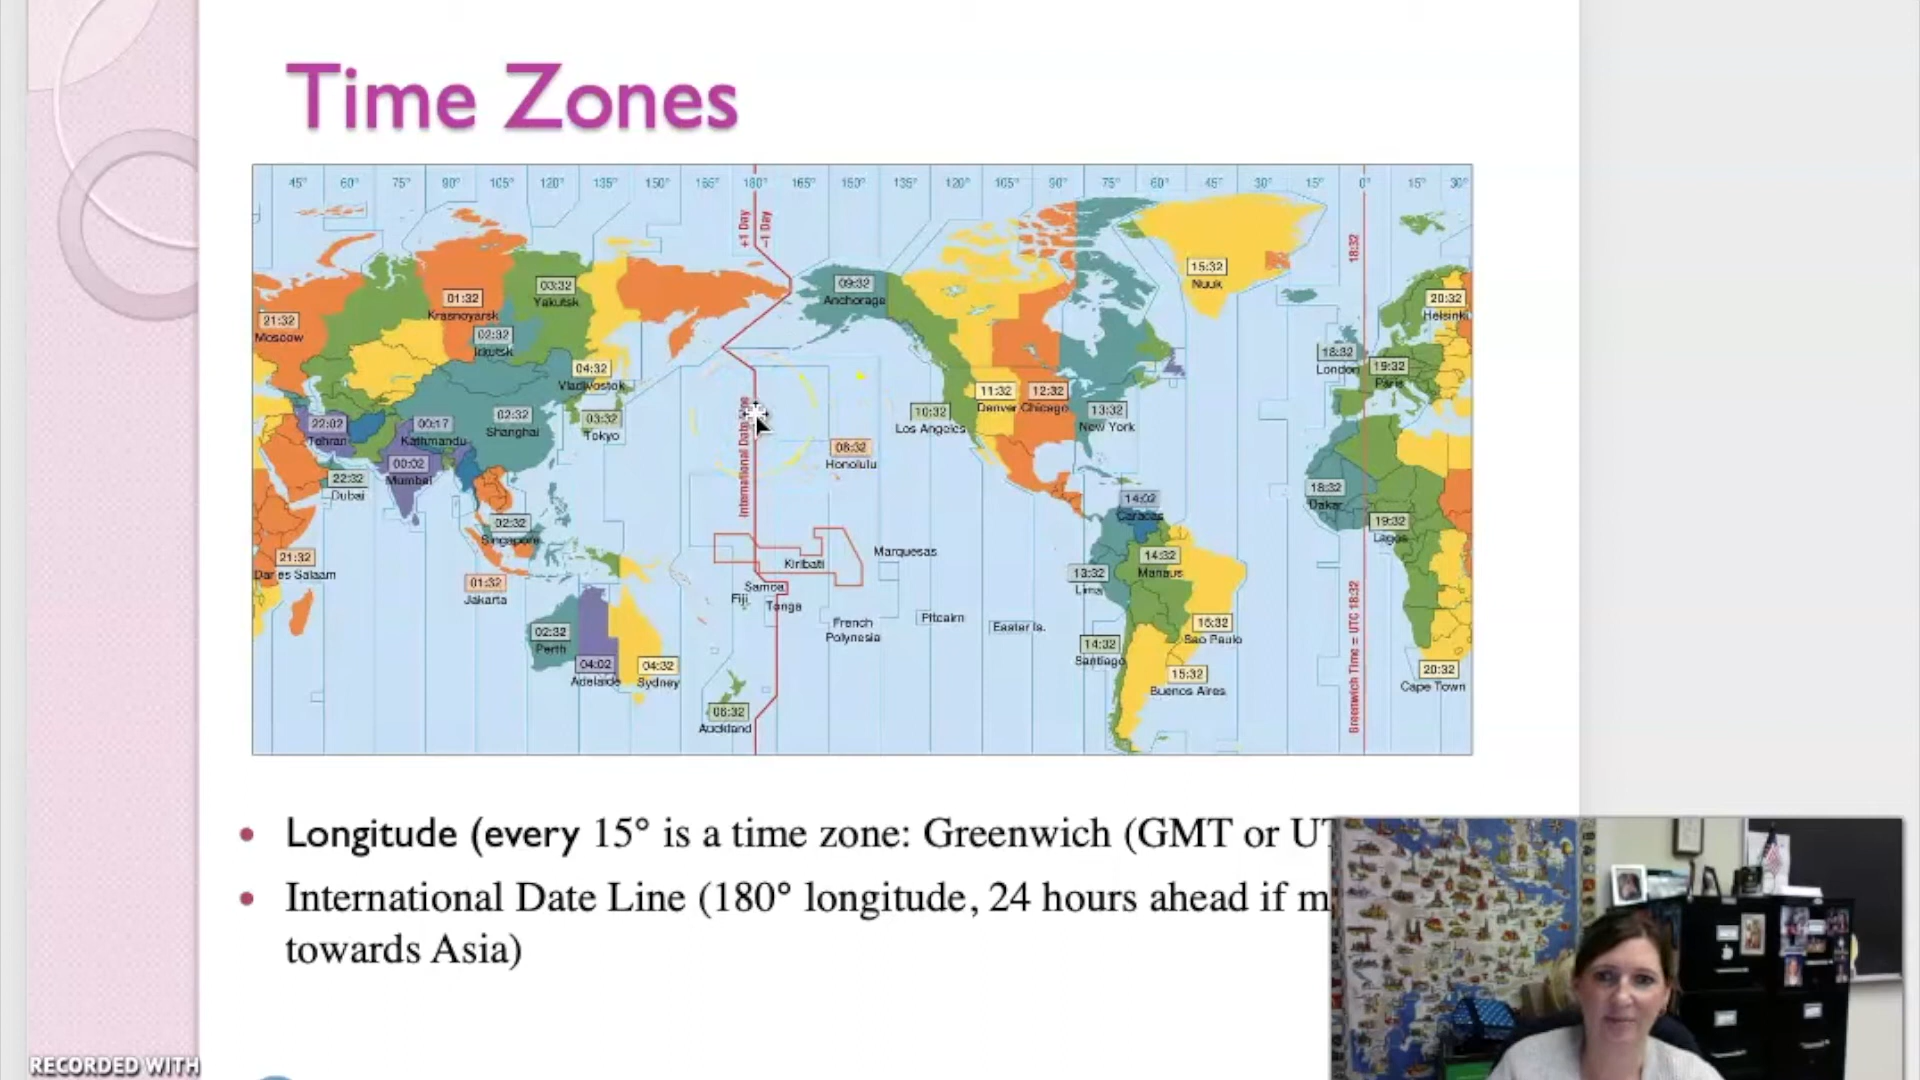 Time Zones
45° 60° 75° 90° 105° 120° 135° 150° 165° 180° 165° 150° 135° 120° 105° 90° 75° 60° 45° 30° 15° 0° 15° 30°
+1 Day
-1 Day
18:32
21:32
Moscow
01:32
Krasnoyarsk
02:32
Irkutsk
03:32
Yakutsk
04:32
Vladivostok
09:32
Anchorage
15:32
Nuuk
20:32
Helsinki
18:32
London
19:32
Paris
22:02
Tehran
00:17
Kathmandu
02:32
Shanghai
03:32
Tokyo
International Date Line
08:32
Honolulu
10:32
Los Angeles
11:32
Denver
12:32
Chicago
13:32
New York
22:32
Dubai
00:02
Mumbai
02:32
Singapore
14:02
Caracas
18:32
Dakar
19:32
Lagos
21:32
Dar es Salaam
01:32
Jakarta
Kiribati
Marquesas
Samoa
Fiji
Tonga
French
Polynesia
Pitcairn
Easter Is.
13:32
Lima
14:32
Manaus
02:32
Perth
04:02
Adelaide
04:32
Sydney
06:32
Auckland
14:32
Santiago
Sao Paulo
15:32
Buenos Aires
20:32
Cape Town
Greenwich Time = UTC 18:32
• Longitude (every 15° is a time zone: Greenwich (GMT or UT
• International Date Line (180° longitude, 24 hours ahead if m
towards Asia)
RECORDED WITH